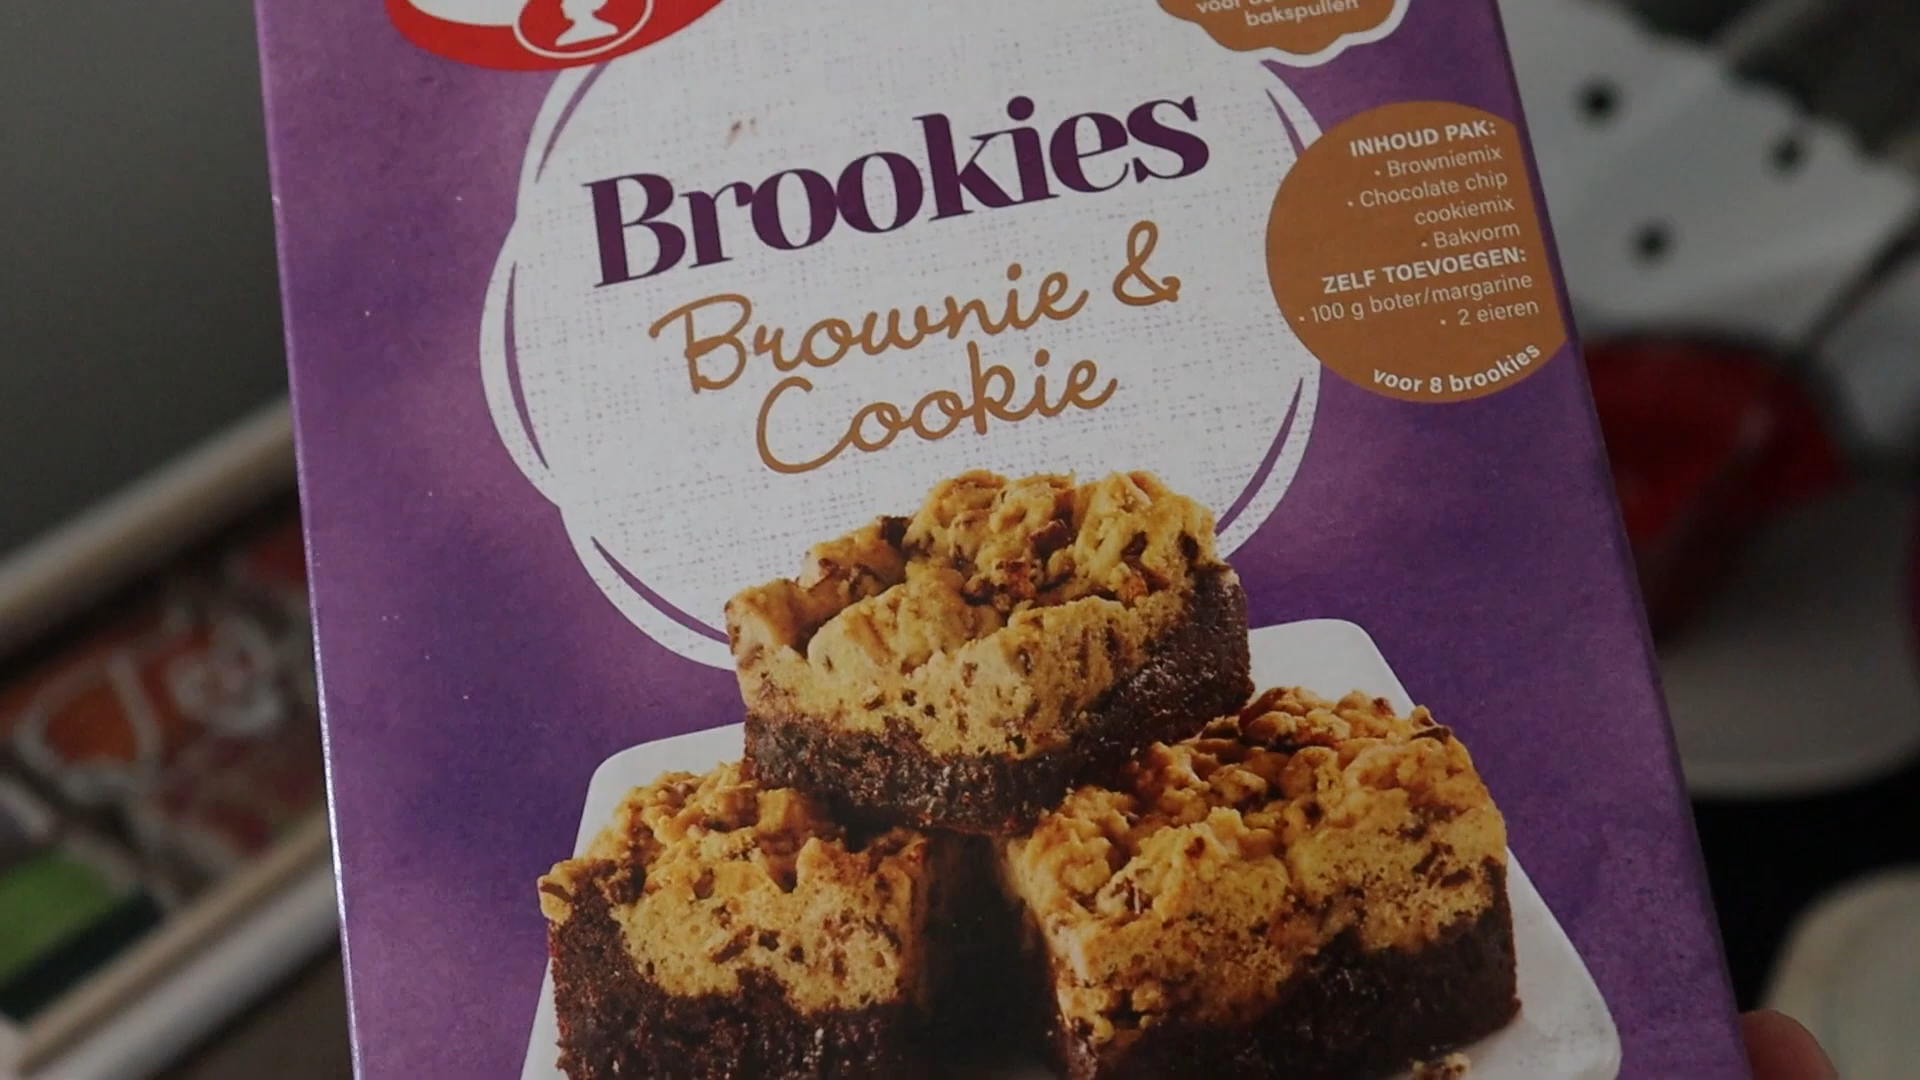 bakspullen
Brookies
Brownie &
Cookie
INHOUD PAK:
• Browniemix
• Chocolate chip
cookiemix
• Bakvorm
ZELF TOEVOEGEN:
• 100 g boter/margarine
• 2 eieren
voor 8 brookies